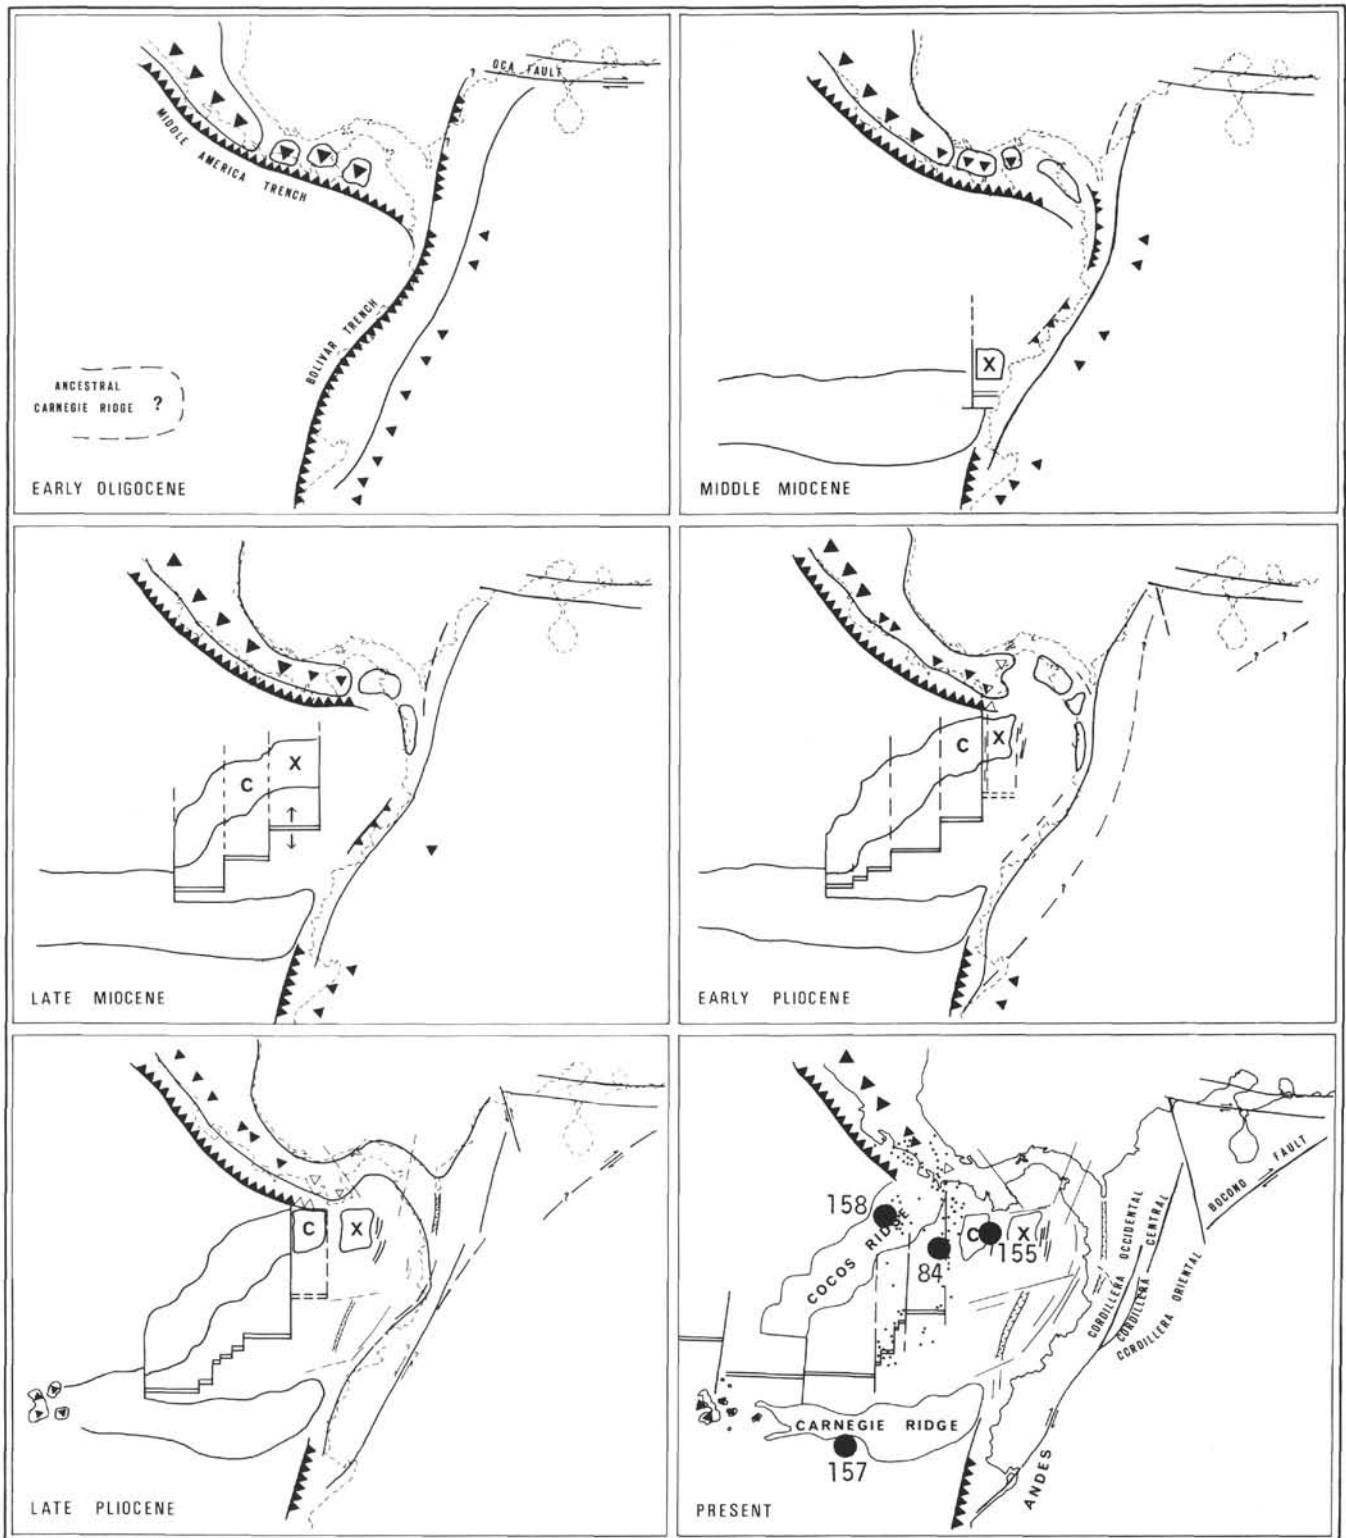 OCA FAULT
?
MIDDLE AMERICA TRENCH
BOLIVAR TRENCH
ANCESTRAL
CARNEGIE RIDGE ?
EARLY OLIGOCENE
X
MIDDLE MIOCENE
C
X
LATE MIOCENE
?
?
C
X
?
EARLY PLIOCENE
C
X
?
LATE PLIOCENE
158
COCOS RIDGE
84
C
155
X
CORDILLERA OCCIDENTAL
CORDILLERA CENTRAL
CCRDILLERA ORIENTAL
BOCONO FAULT
CARNEGIE RIDGE
157
ANDES
PRESENT